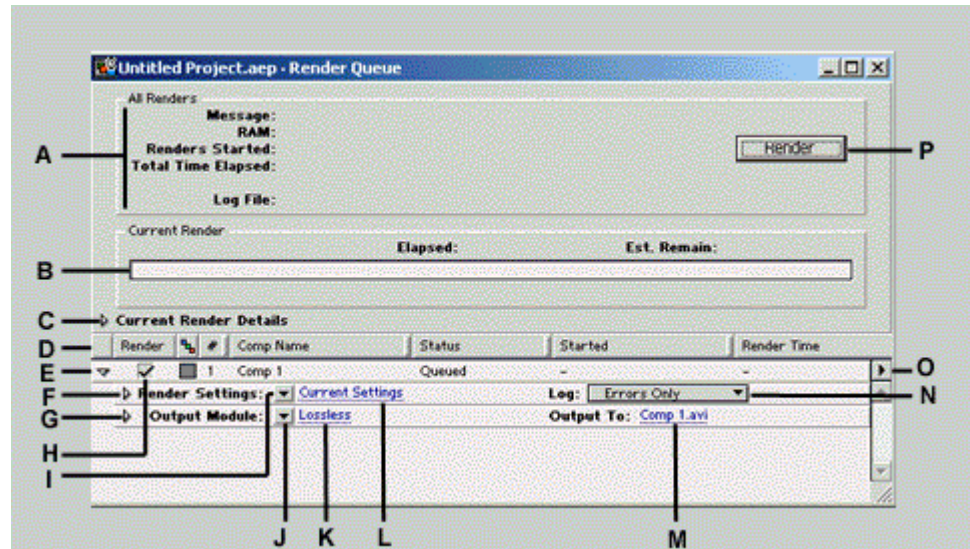 Untitled Project.aep - Render Queue
All Renders
Message:
RAM:
A
Renders Started:
Render
P
Total Time Elapsed:
Log File:
Current Render
Elapsed: Est. Remain:
B
C Current Render Details
D Render # Comp Name Status Started Render Time
E 1 Comp 1 Queued - - O
F Render Settings: Current Settings Log: Errors Only N
G Output Module: Lossless Output To: Comp 1.avi
H
I
J K L M